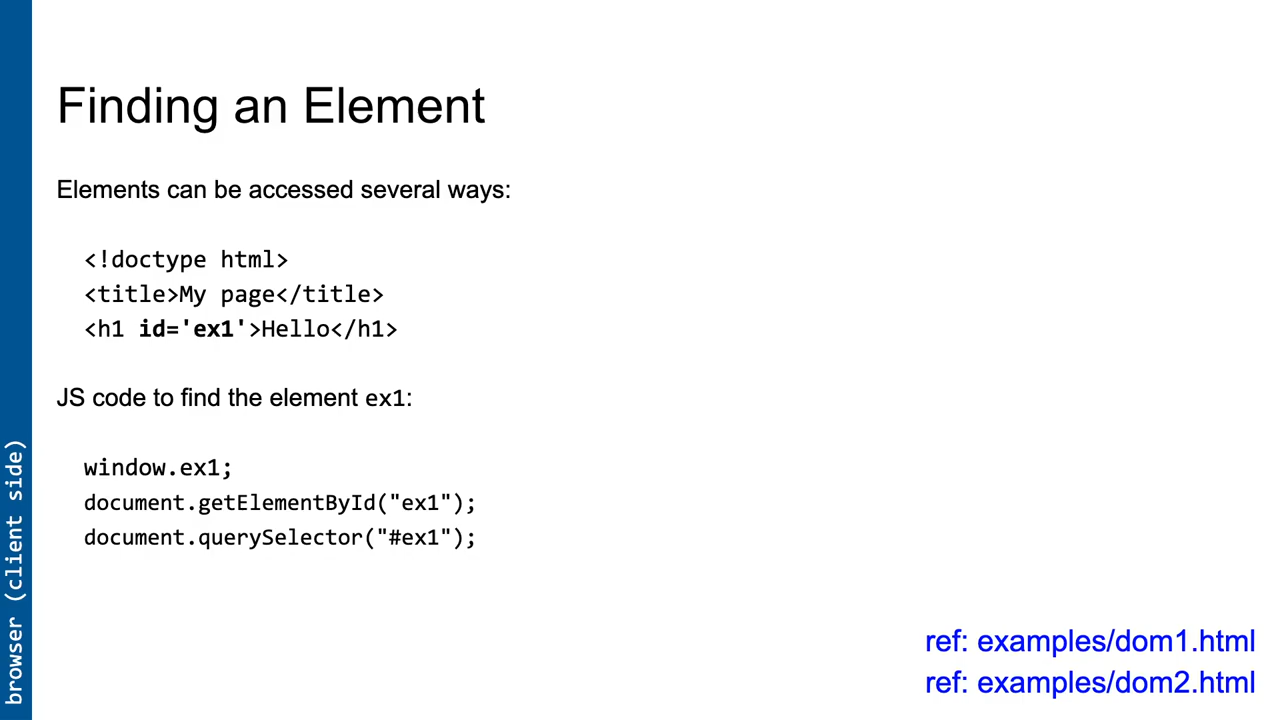 Finding an Element
Elements can be accessed several ways:
<!doctype html>
<title>My page</title>
<h1 id='ex1'>Hello</h1>
JS code to find the element ex1:
window.ex1;
document.getElementById("ex1");
document.querySelector("#ex1");
browser (client side)
ref: examples/dom1.html
ref: examples/dom2.html